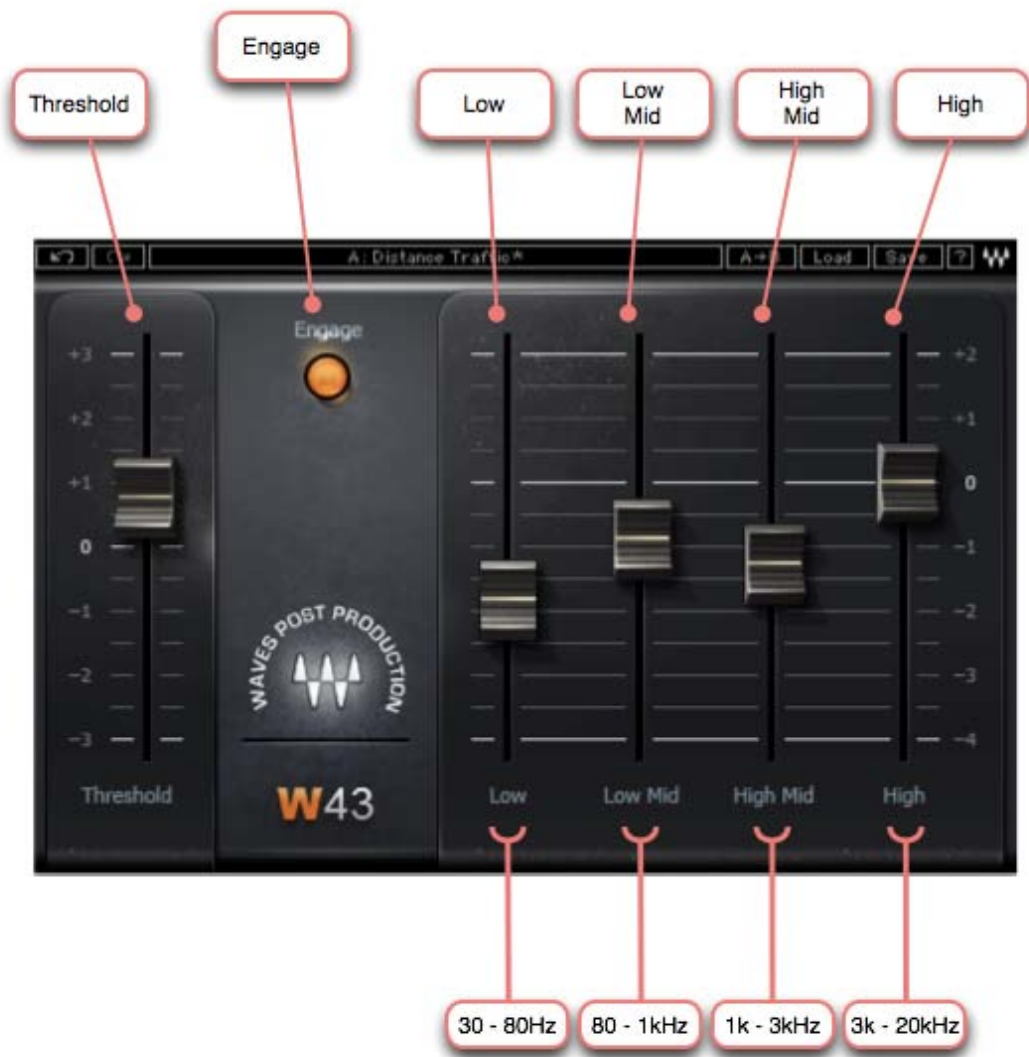 Engage
Threshold
Low
Low
Mid
High
Mid
High
A: Distance Traffic*
Load
Save
?
Engage
+3
+2
+1
0
-1
-2
-3
+2
+1
0
-1
-2
-3
-4
WAVES POST PRODUCTION
Threshold
W43
Low
Low Mid
High Mid
High
30 - 80Hz
80 - 1kHz
1k - 3kHz
3k - 20kHz